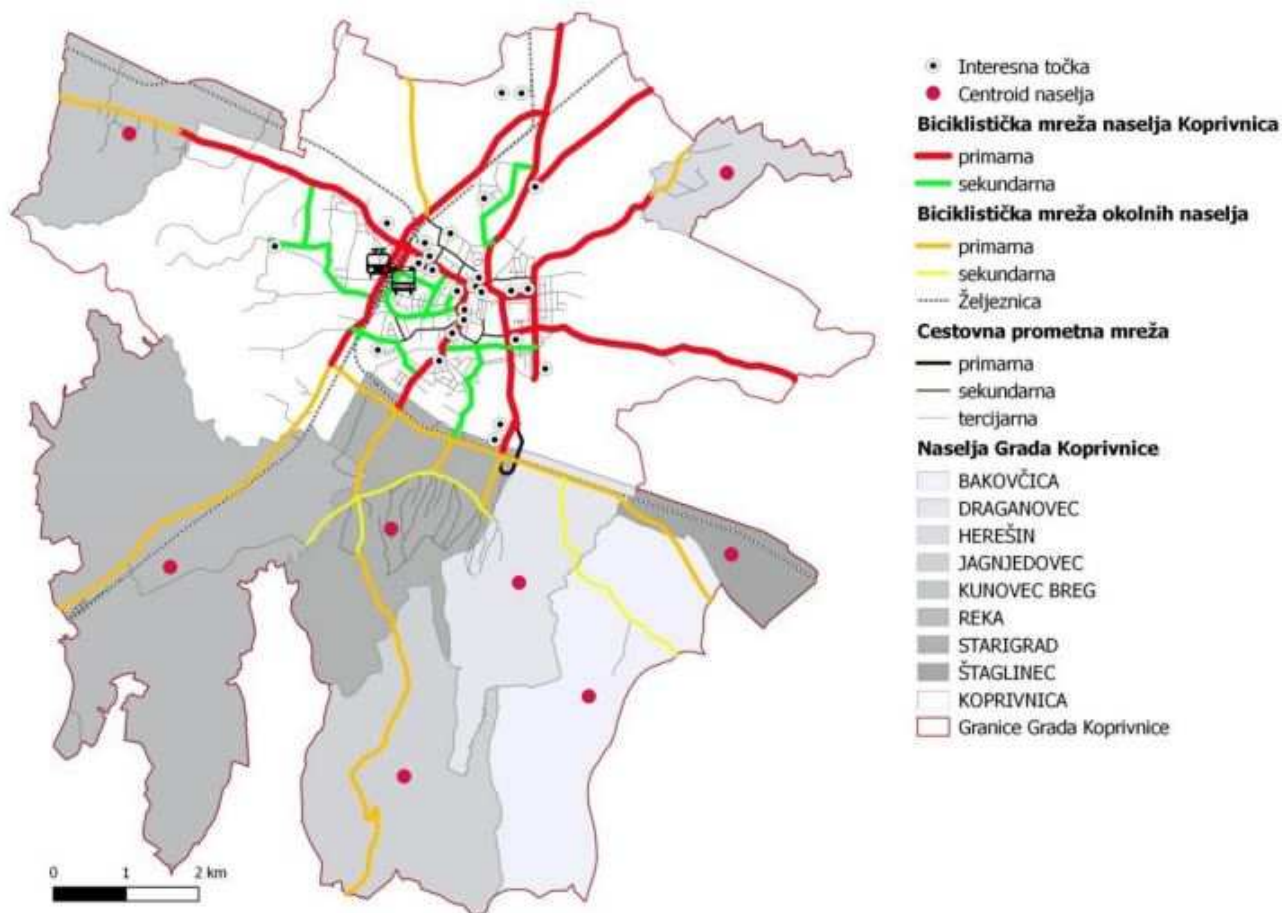 Interesna točka
Centroid naselja
Biciklistička mreža naselja Koprivnica
primarna
sekundarna
Biciklistička mreža okolnih naselja
primarna
sekundarna
Željeznica
Cestovna prometna mreža
primarna
sekundarna
tercijarna
Naselja Grada Koprivnice
BAKOVČICA
DRAGANOVEC
HEREŠIN
JAGNJEDOVEC
KUNOVEC BREG
REKA
STARIGRAD
ŠTAGLINEC
KOPRIVNICA
Granice Grada Koprivnice
0 1 2 km